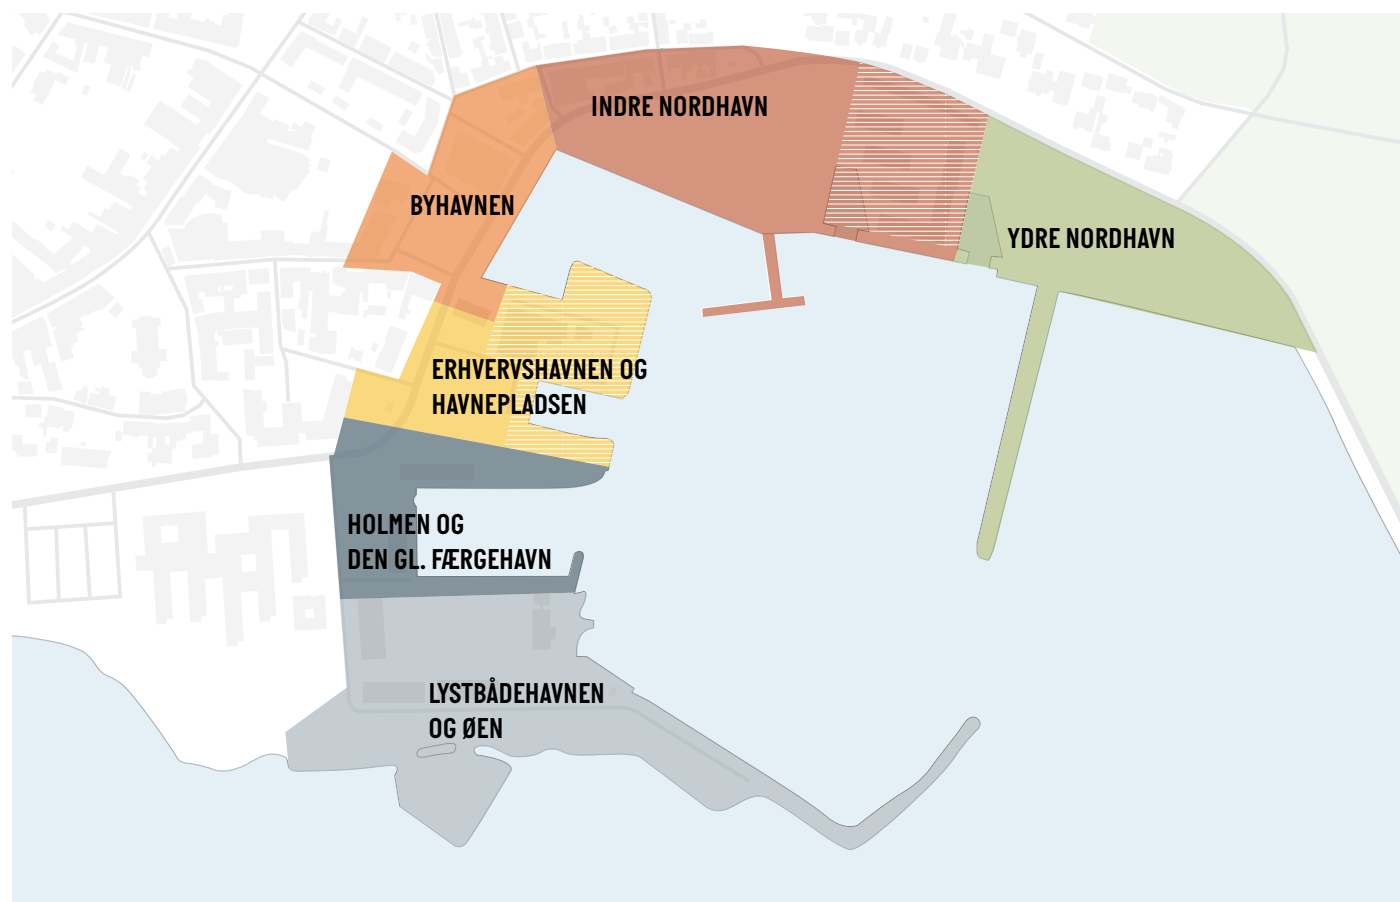 INDRE NORDHAVN
BYHAVNEN
YDRE NORDHAVN
ERHVERVSHAVNEN OG
HAVNEPLADSEN
HOLMEN OG
DEN GL. FÆRGEHAVN
LYSTBÅDEHAVNEN
OG ØEN